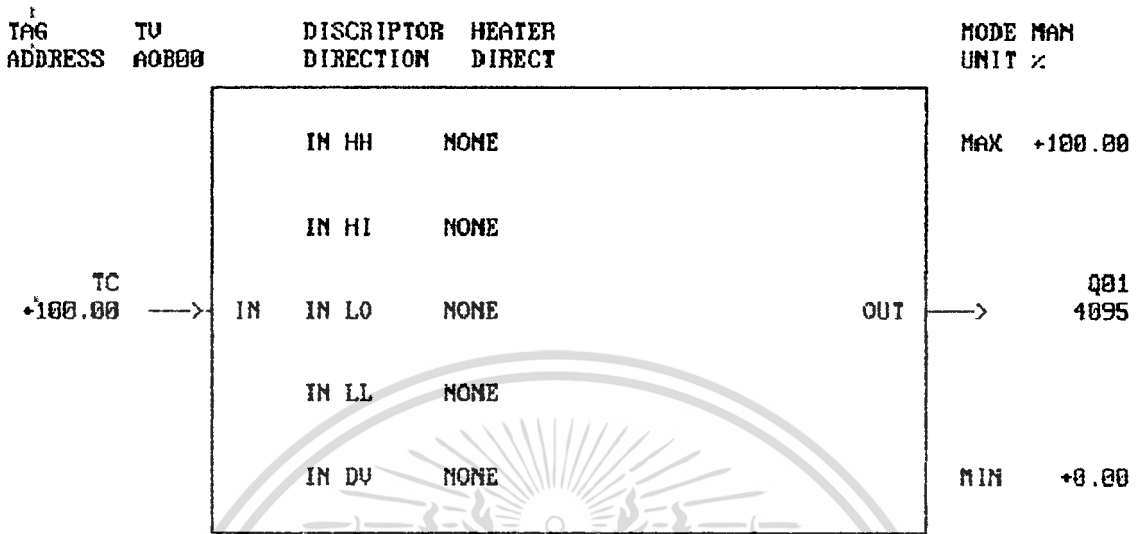 TAG TV DISCRIPTOR HEATER MODE MAN
ADDRESS AOB00 DIRECTION DIRECT UNIT %
IN HH NONE MAX +100.00
IN HI NONE
TC Q01
+100.00 IN IN LO NONE OUT 4095
IN LL NONE
IN DV NONE MIN +0.00